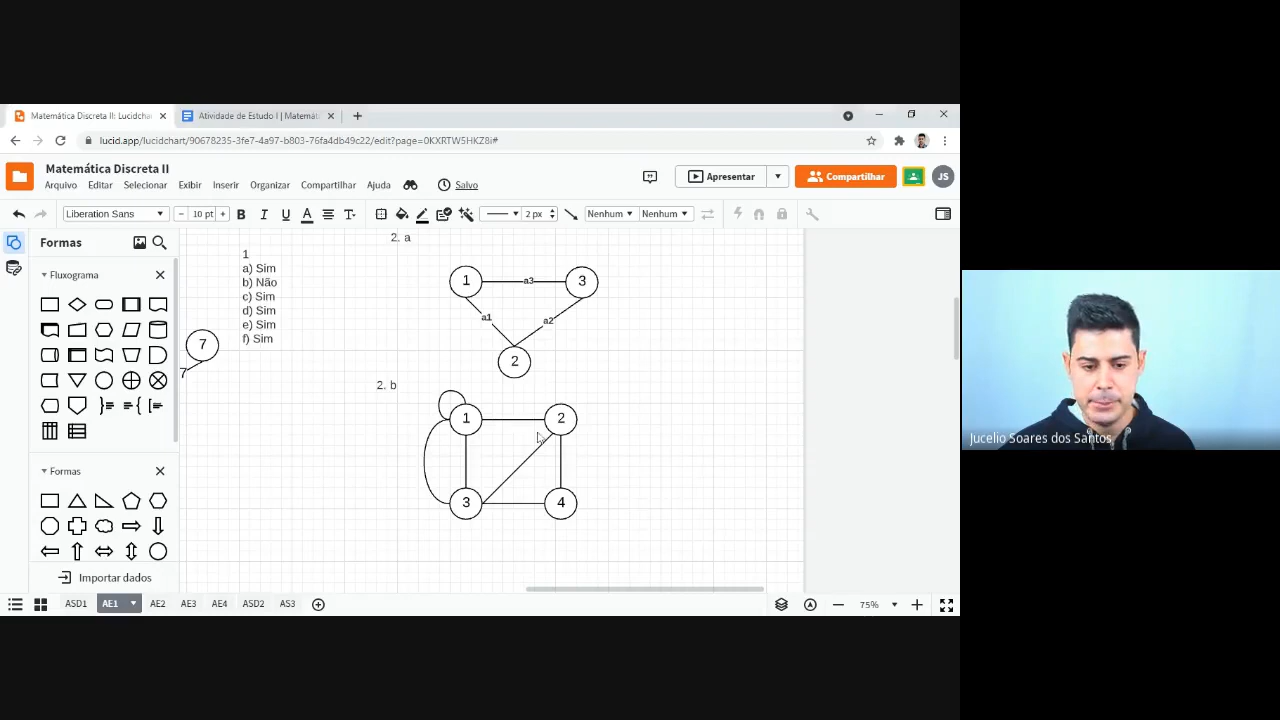 Matemática Discreta II: Lucidchar
Atividade de Estudo I | Matemát
lucid.app/lucidchart/90678235-3fe7-4a97-b803-76fa4db49c22/edit?page=0KXRTW5HKZ8i#
Matemática Discreta II
Arquivo Editar Selecionar Exibir Inserir Organizar Compartilhar Ajuda Salvo
Apresentar
Compartilhar
JS
Liberation Sans 10 pt B I U A T 2 px Nenhum Nenhum
Formas
Fluxograma
Formas
Importar dados
1
a) Sim
b) Não
c) Sim
d) Sim
e) Sim
f) Sim
7
7
2. a
1 a3 3
a1 a2
2
2. b
1 2
3 4
ASD1 AE1 AE2 AE3 AE4 ASD2 AS3
75%
Jucelio Soares dos Santos